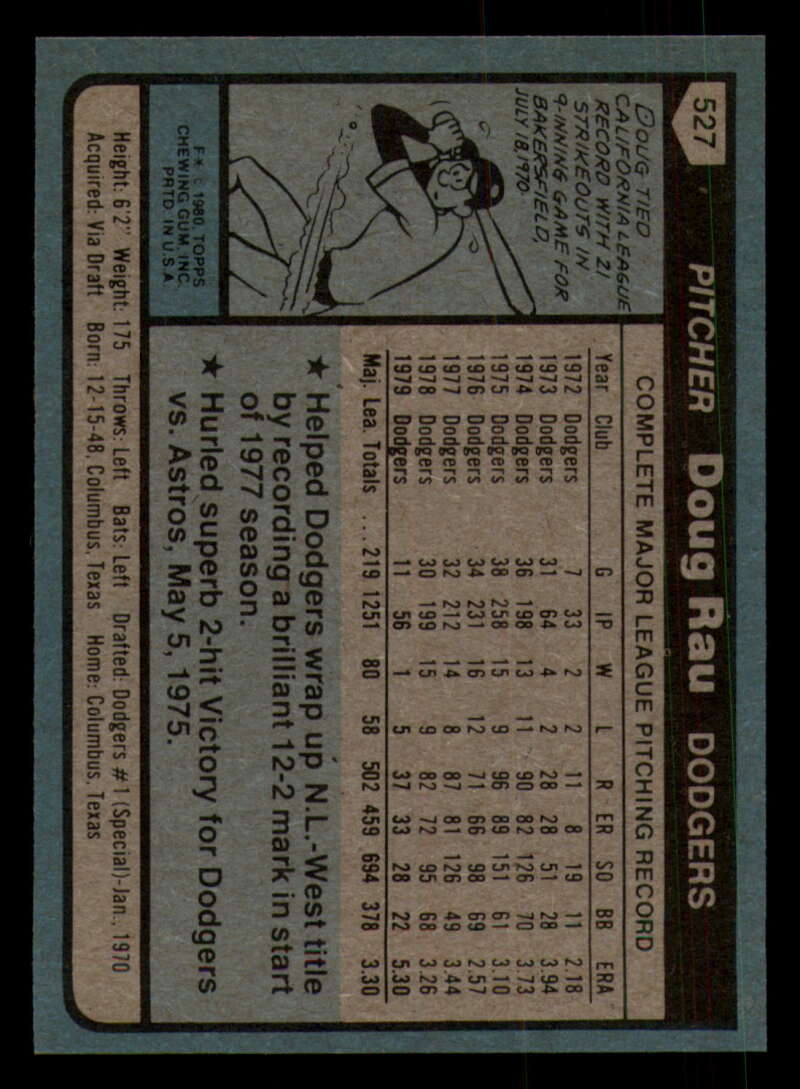 527 PITCHER Doug Rau DODGERS
DOUG TIED
CALIFORNIA LEAGUE
RECORD WITH 21
STRIKEOUTS IN
9-INNING GAME FOR
BAKERSFIELD,
JULY 18, 1970.
F* © 1980 TOPPS
CHEWING GUM, INC.
PRTD. IN U.S.A.
COMPLETE MAJOR LEAGUE PITCHING RECORD
Year Club G IP W L R ER SO BB ERA
1972 Dodgers 7 33 2 2 11 8 19 11 2.18
1973 Dodgers 31 64 4 2 28 28 51 28 3.94
1974 Dodgers 36 198 13 11 90 82 126 70 3.73
1975 Dodgers 38 258 15 9 96 89 151 61 3.10
1976 Dodgers 34 231 16 12 71 66 98 69 2.57
1977 Dodgers 32 212 14 8 87 81 126 49 3.44
1978 Dodgers 30 199 15 9 82 72 95 68 3.26
1979 Dodgers 11 56 1 5 37 33 28 22 5.30
Maj. Lea. Totals ... 219 1251 80 58 502 459 694 378 3.30
★ Helped Dodgers wrap up N.L.-West title
by recording a brilliant 12-2 mark in start
of 1977 season.
★ Hurled superb 2-hit Victory for Dodgers
vs. Astros, May 5, 1975.
Height: 6'2" Weight: 175 Throws: Left Bats: Left Drafted: Dodgers #1 (Special)-Jan., 1970
Acquired: Via Draft Born: 12-15-48, Columbus, Texas Home: Columbus, Texas